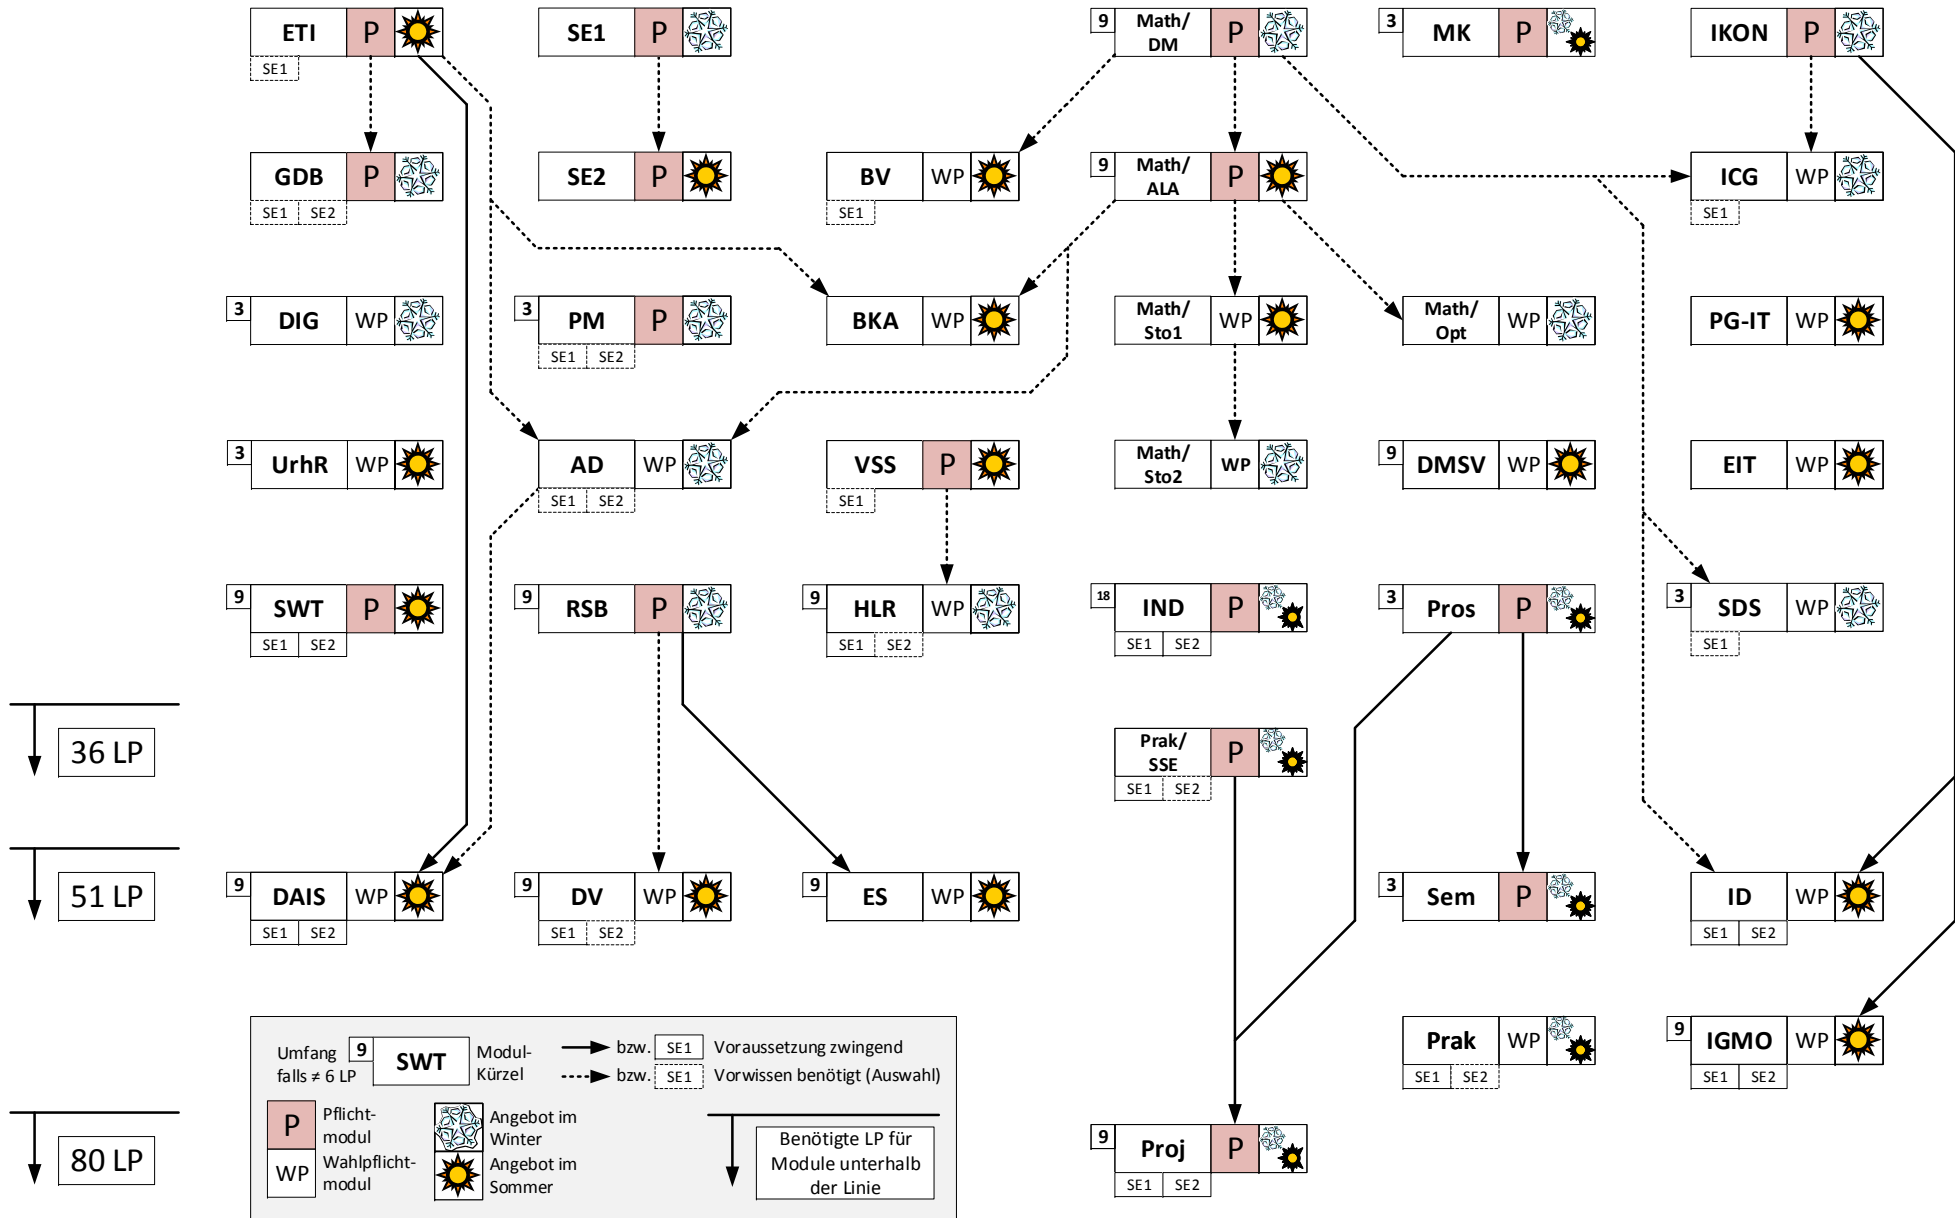 ETI P
SE1
SE1 P
9 Math/
DM P
3 MK P
IKON P
GDB P
SE1 SE2
SE2 P
BV WP
SE1
9 Math/
ALA P
ICG WP
SE1
3 DIG WP
3 PM P
SE1 SE2
BKA WP
Math/
Sto1 WP
Math/
Opt WP
PG-IT WP
3 UrhR WP
AD WP
SE1 SE2
VSS P
SE1
Math/
Sto2 WP
9 DMSV WP
EIT WP
9 SWT P
SE1 SE2
9 RSB P
9 HLR WP
SE1 SE2
18 IND P
SE1 SE2
3 Pros P
3 SDS WP
SE1
36 LP
Prak/
SSE P
SE1 SE2
51 LP
9 DAIS WP
SE1 SE2
9 DV WP
SE1 SE2
9 ES WP
3 Sem P
ID WP
SE1 SE2
Prak WP
SE1 SE2
9 IGMO WP
SE1 SE2
80 LP
9 Proj P
SE1 SE2
Umfang
falls ≠ 6 LP
9 SWT
Modul-
Kürzel
bzw. SE1 Voraussetzung zwingend
bzw. SE1 Vorwissen benötigt (Auswahl)
P Pflicht-
modul
WP Wahlpflicht-
modul
Angebot im
Winter
Angebot im
Sommer
Benötigte LP für
Module unterhalb
der Linie